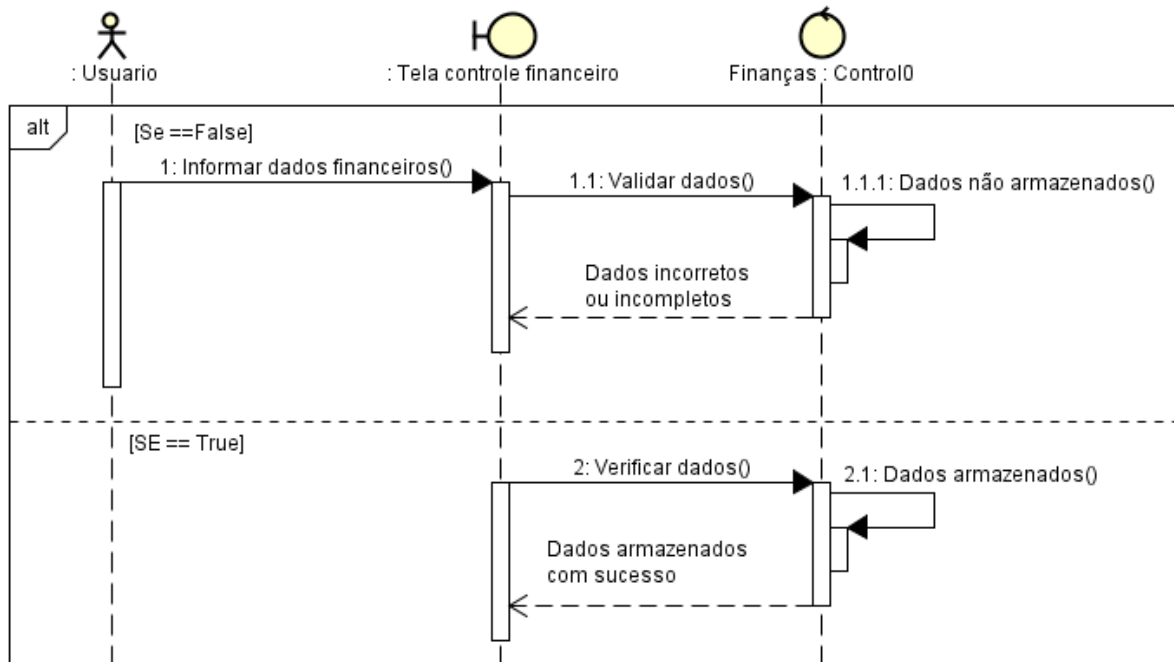 : Usuario
: Tela controle financeiro
Finanças : Control0
alt
[Se ==False]
1: Informar dados financeiros()
1.1: Validar dados()
1.1.1: Dados não armazenados()
Dados incorretos
ou incompletos
[SE == True]
2: Verificar dados()
2.1: Dados armazenados()
Dados armazenados
com sucesso